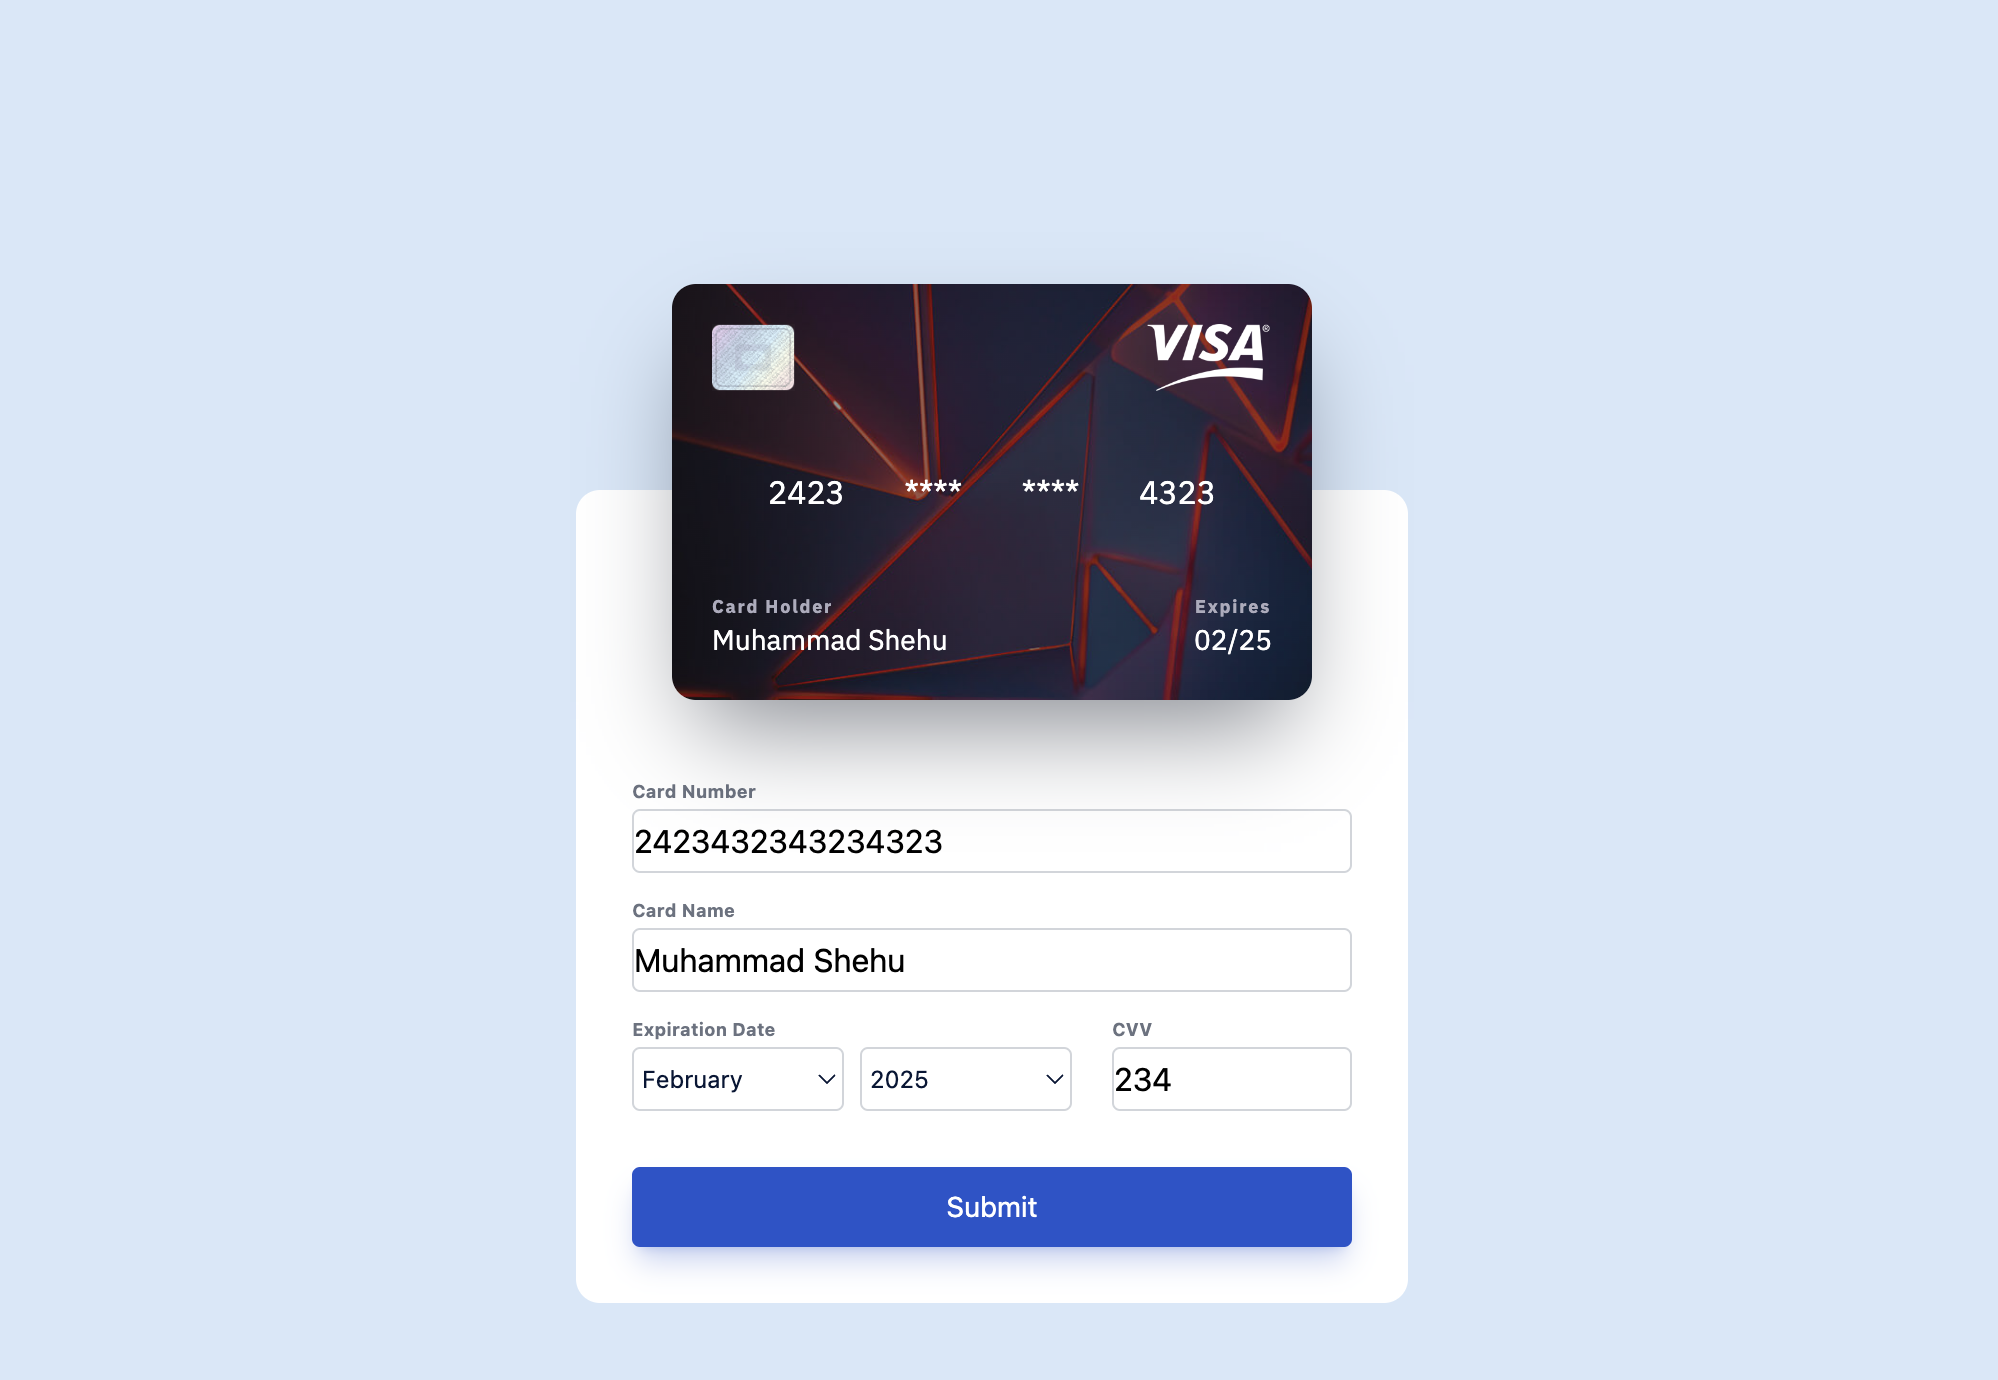 VISA®
2423 **** **** 4323
Card Holder Expires
Muhammad Shehu 02/25
Card Number
2423432343234323
Card Name
Muhammad Shehu
Expiration Date CVV
February 2025 234
Submit